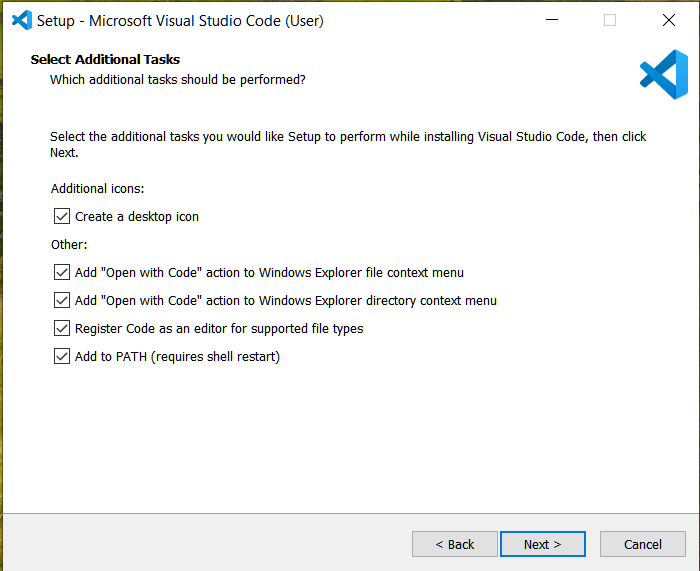 Setup - Microsoft Visual Studio Code (User)
Select Additional Tasks
Which additional tasks should be performed?
Select the additional tasks you would like Setup to perform while installing Visual Studio Code, then click
Next.
Additional icons:
Create a desktop icon
Other:
Add "Open with Code" action to Windows Explorer file context menu
Add "Open with Code" action to Windows Explorer directory context menu
Register Code as an editor for supported file types
Add to PATH (requires shell restart)
< Back Next > Cancel